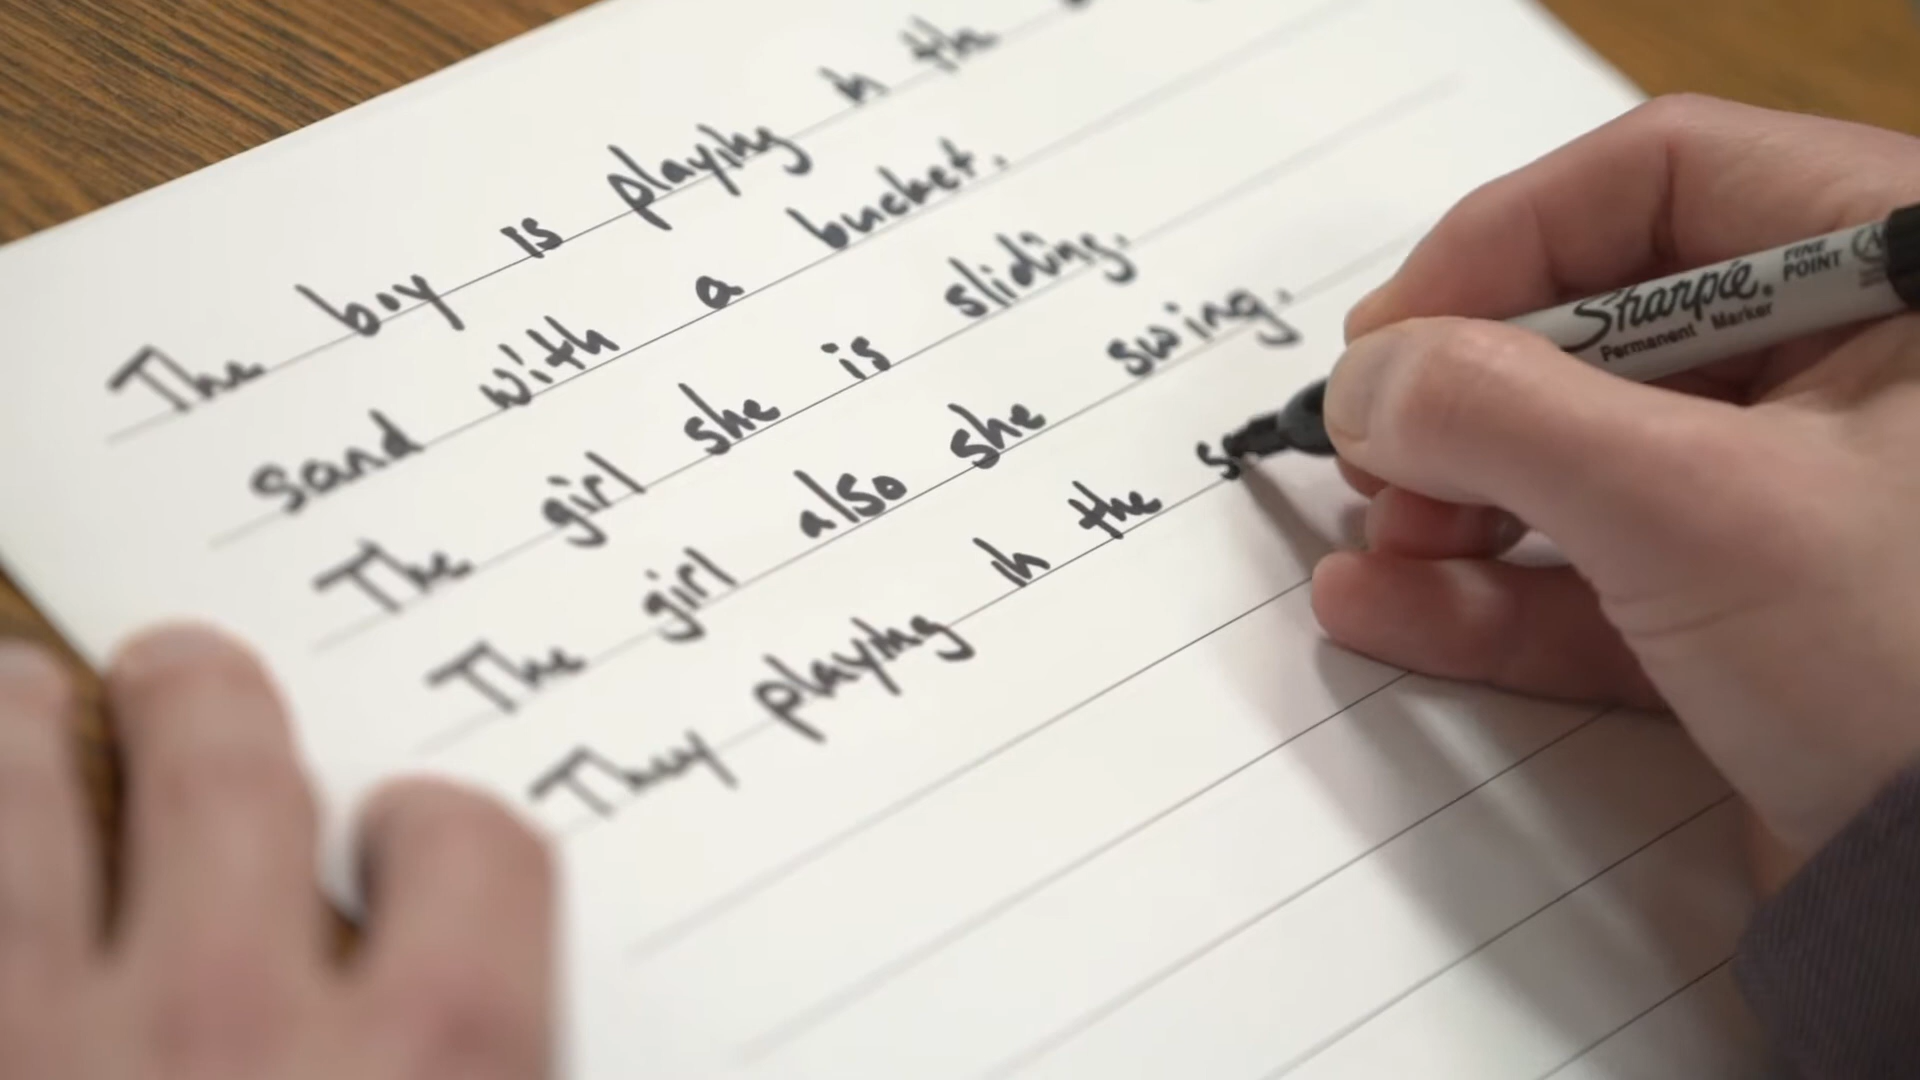 The boy is playing in the
sand with a bucket.
The girl she is sliding.
The girl also she swing.
They playing in the
Sharpie. FINE POINT
Permanent Marker